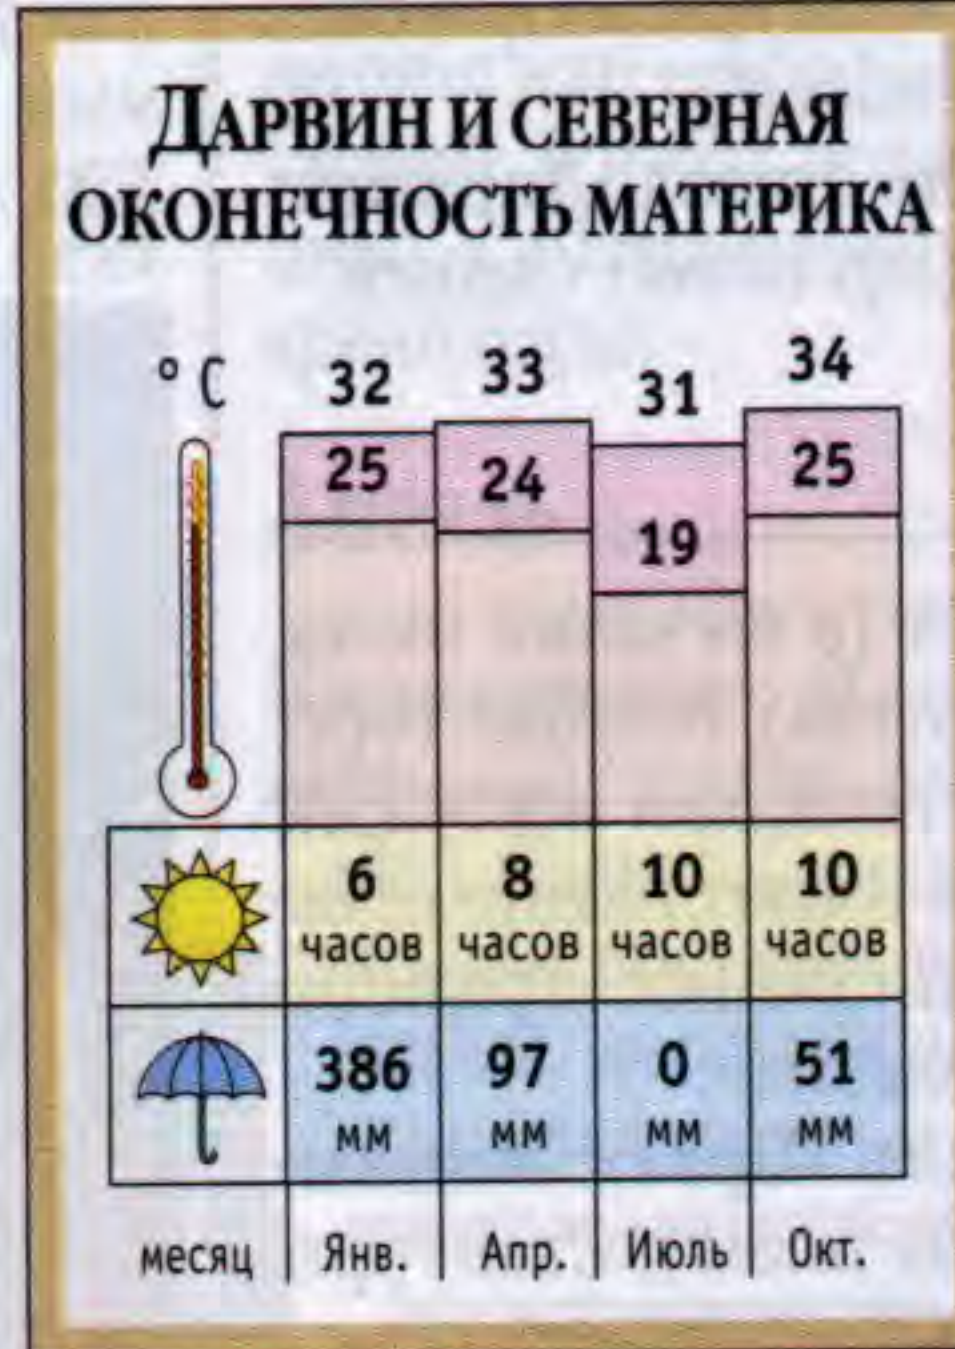 ДАРВИН И СЕВЕРНАЯ
ОКОНЕЧНОСТЬ МАТЕРИКА
° C 32 33 31 34
25 24 19 25
6 8 10 10
часов часов часов часов
386 97 0 51
мм мм мм мм
месяц Янв. Апр. Июль Окт.